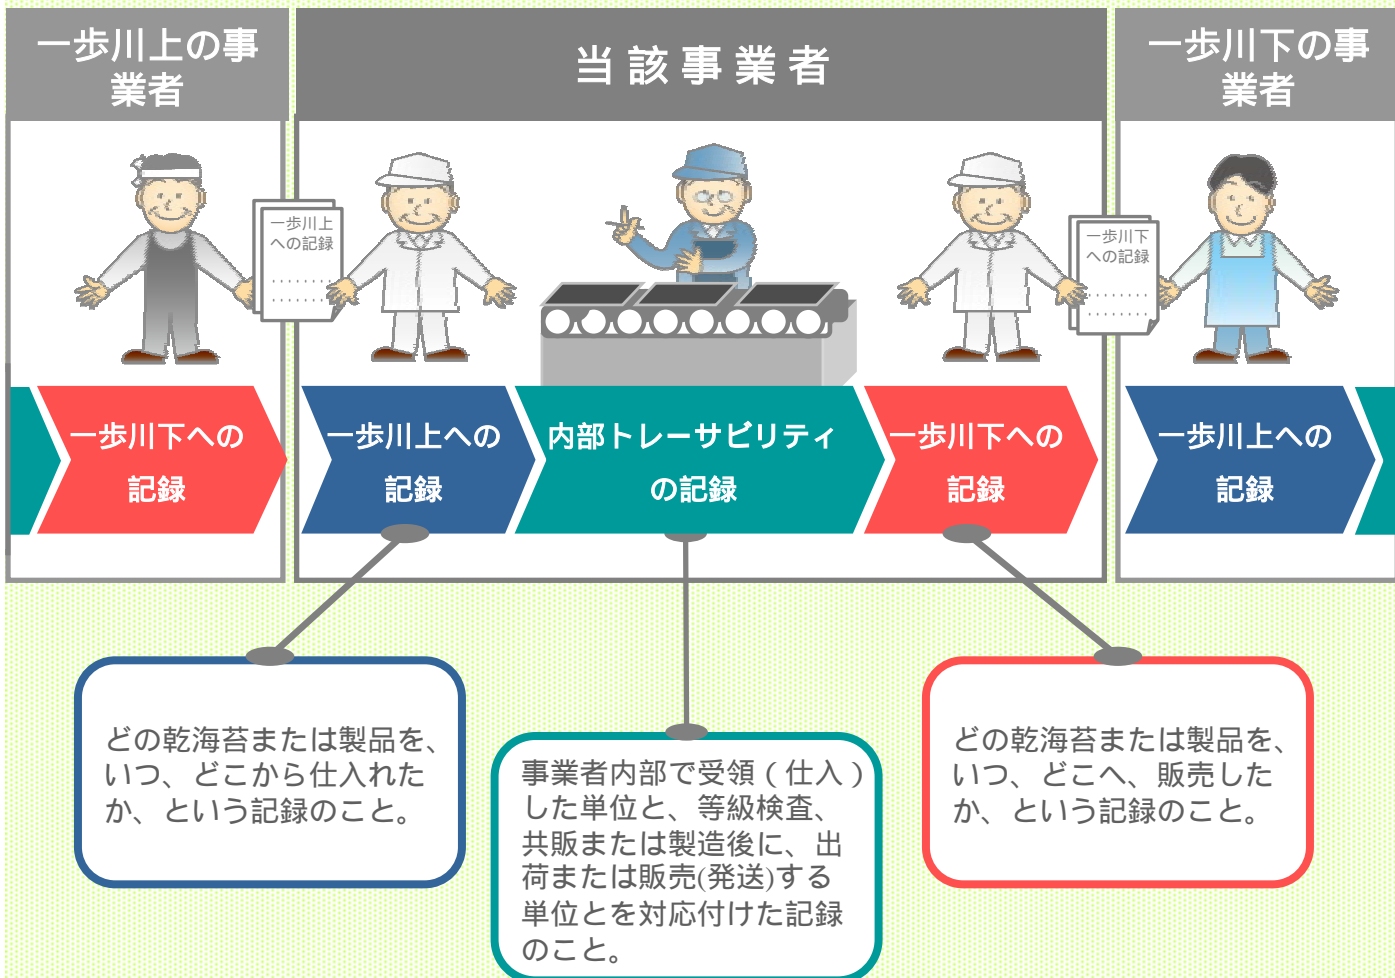 一歩川上の事
業者
当該事業者
一歩川下の事
業者
一歩川上
への記録
一歩川下
への記録
一歩川下への
記録
一歩川上への
記録
内部トレーサビリティ
の記録
一歩川下への
記録
一歩川上への
記録
どの乾海苔または製品を、
いつ、どこから仕入れた
か、という記録のこと。
事業者内部で受領（仕入）
した単位と、等級検査、
共販または製造後に、出
荷または販売(発送)する
単位とを対応付けた記録
のこと。
どの乾海苔または製品を、
いつ、どこへ、販売した
か、という記録のこと。